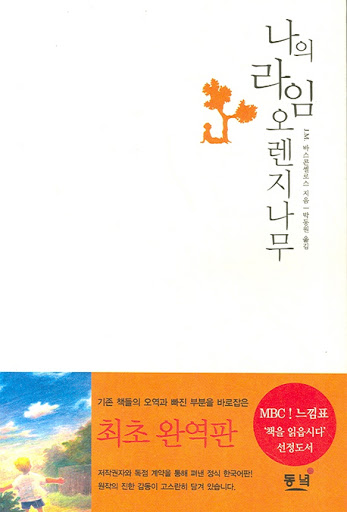 나의
라임
오렌지나무
J.M. 바스콘셀로스 지음 | 박동원 옮김
기존 책들의 오역과 빠진 부분을 바로잡은
최초 완역판
저작권자와 독점 계약을 통해 펴낸 정식 한국어판!
원작의 진한 감동이 고스란히 담겨 있습니다.
MBC ! 느낌표
'책을 읽읍시다'
선정도서
동녘